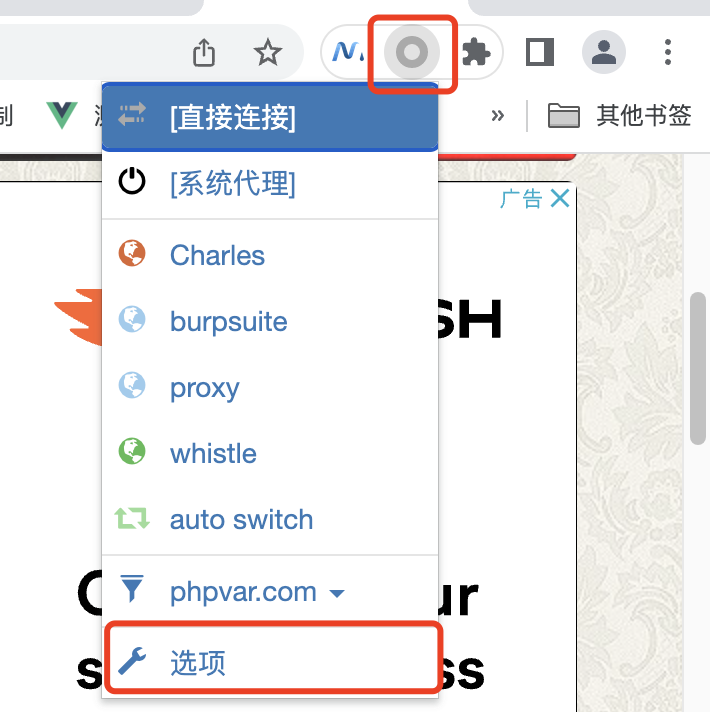 制
[直接连接]
»
其他书签
[系统代理]
广告
Charles
burpsuite
SH
proxy
whistle
auto switch
phpvar.com
ur
选项
s
ss